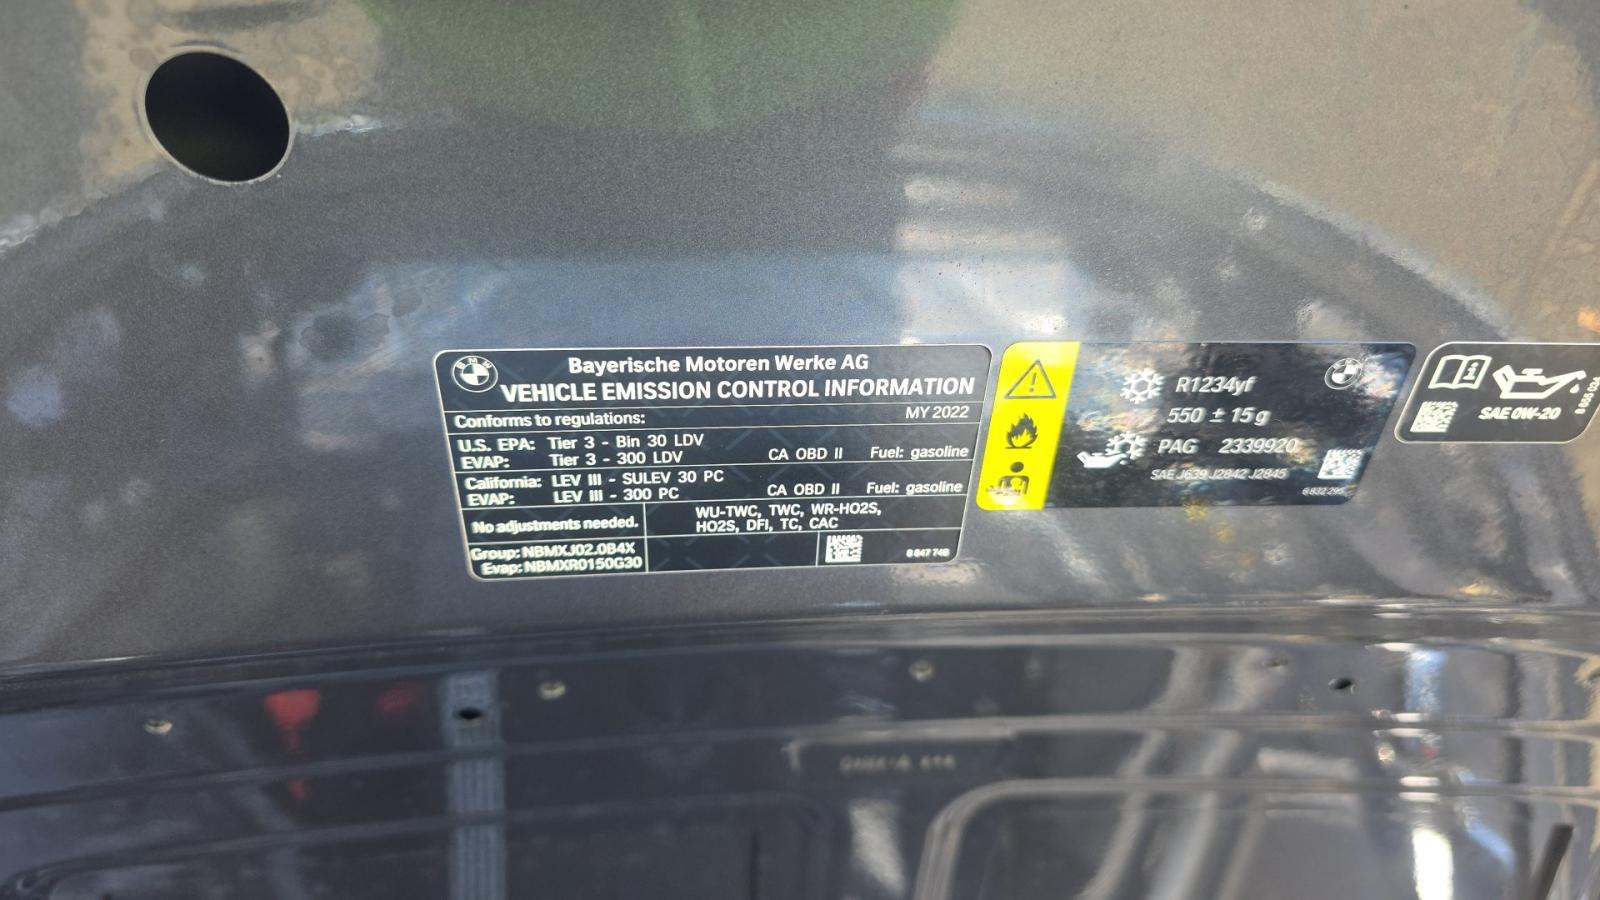 BMW
Bayerische Motoren Werke AG
VEHICLE EMISSION CONTROL INFORMATION
Conforms to regulations: MY 2022
U.S. EPA: Tier 3 - Bin 30 LDV
EVAP: Tier 3 - 300 LDV CA OBD II Fuel: gasoline
California: LEV III - SULEV 30 PC
EVAP: LEV III - 300 PC CA OBD II Fuel: gasoline
No adjustments needed. WU-TWC, TWC, WR-HO2S,
HO2S, DFI, TC, CAC
Group: NBMXJ02.0B4X
Evap: NBMXR0150G30
8 847 748
R1234yf
550 ± 15 g
PAG 2339920
SAE J639 J2842 J2845
SAE 0W-20